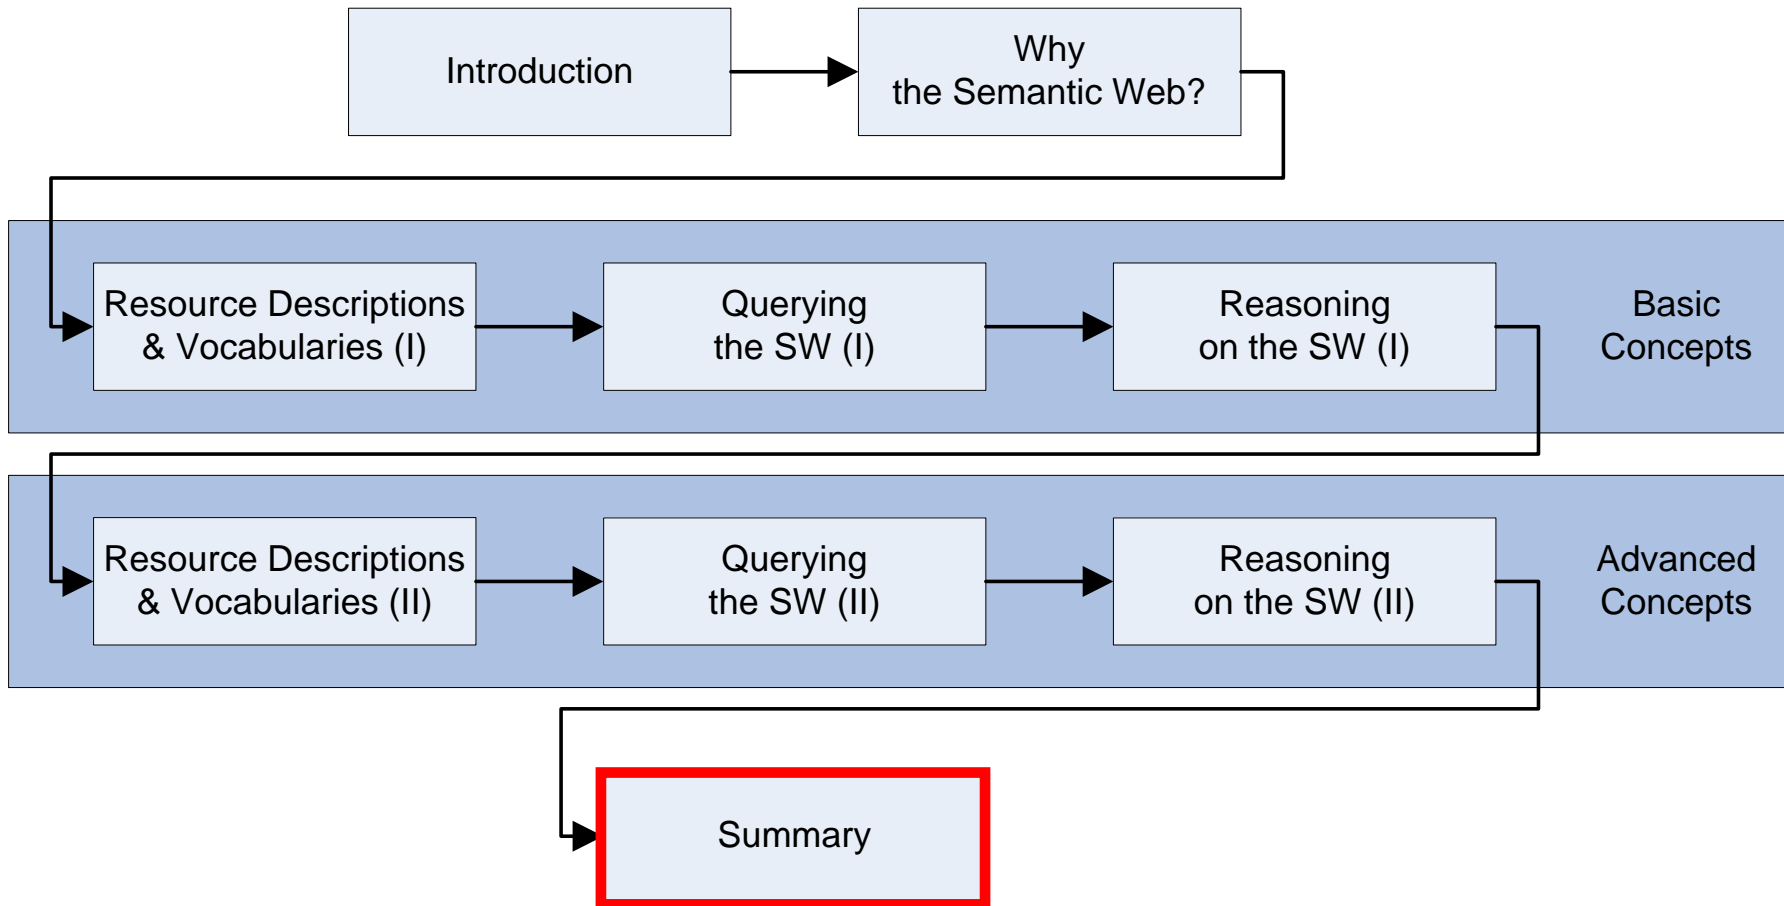 Introduction
Why
the Semantic Web?
Resource Descriptions
& Vocabularies (I)
Querying
the SW (I)
Reasoning
on the SW (I)
Basic
Concepts
Resource Descriptions
& Vocabularies (II)
Querying
the SW (II)
Reasoning
on the SW (II)
Advanced
Concepts
Summary